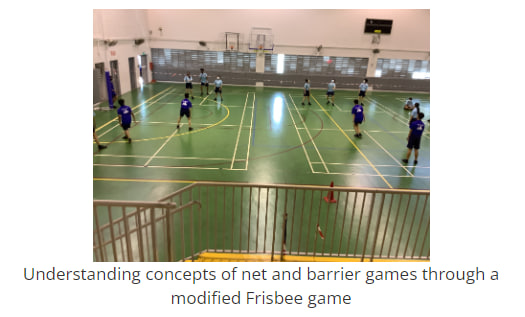 Understanding concepts of net and barrier games through a
modified Frisbee game